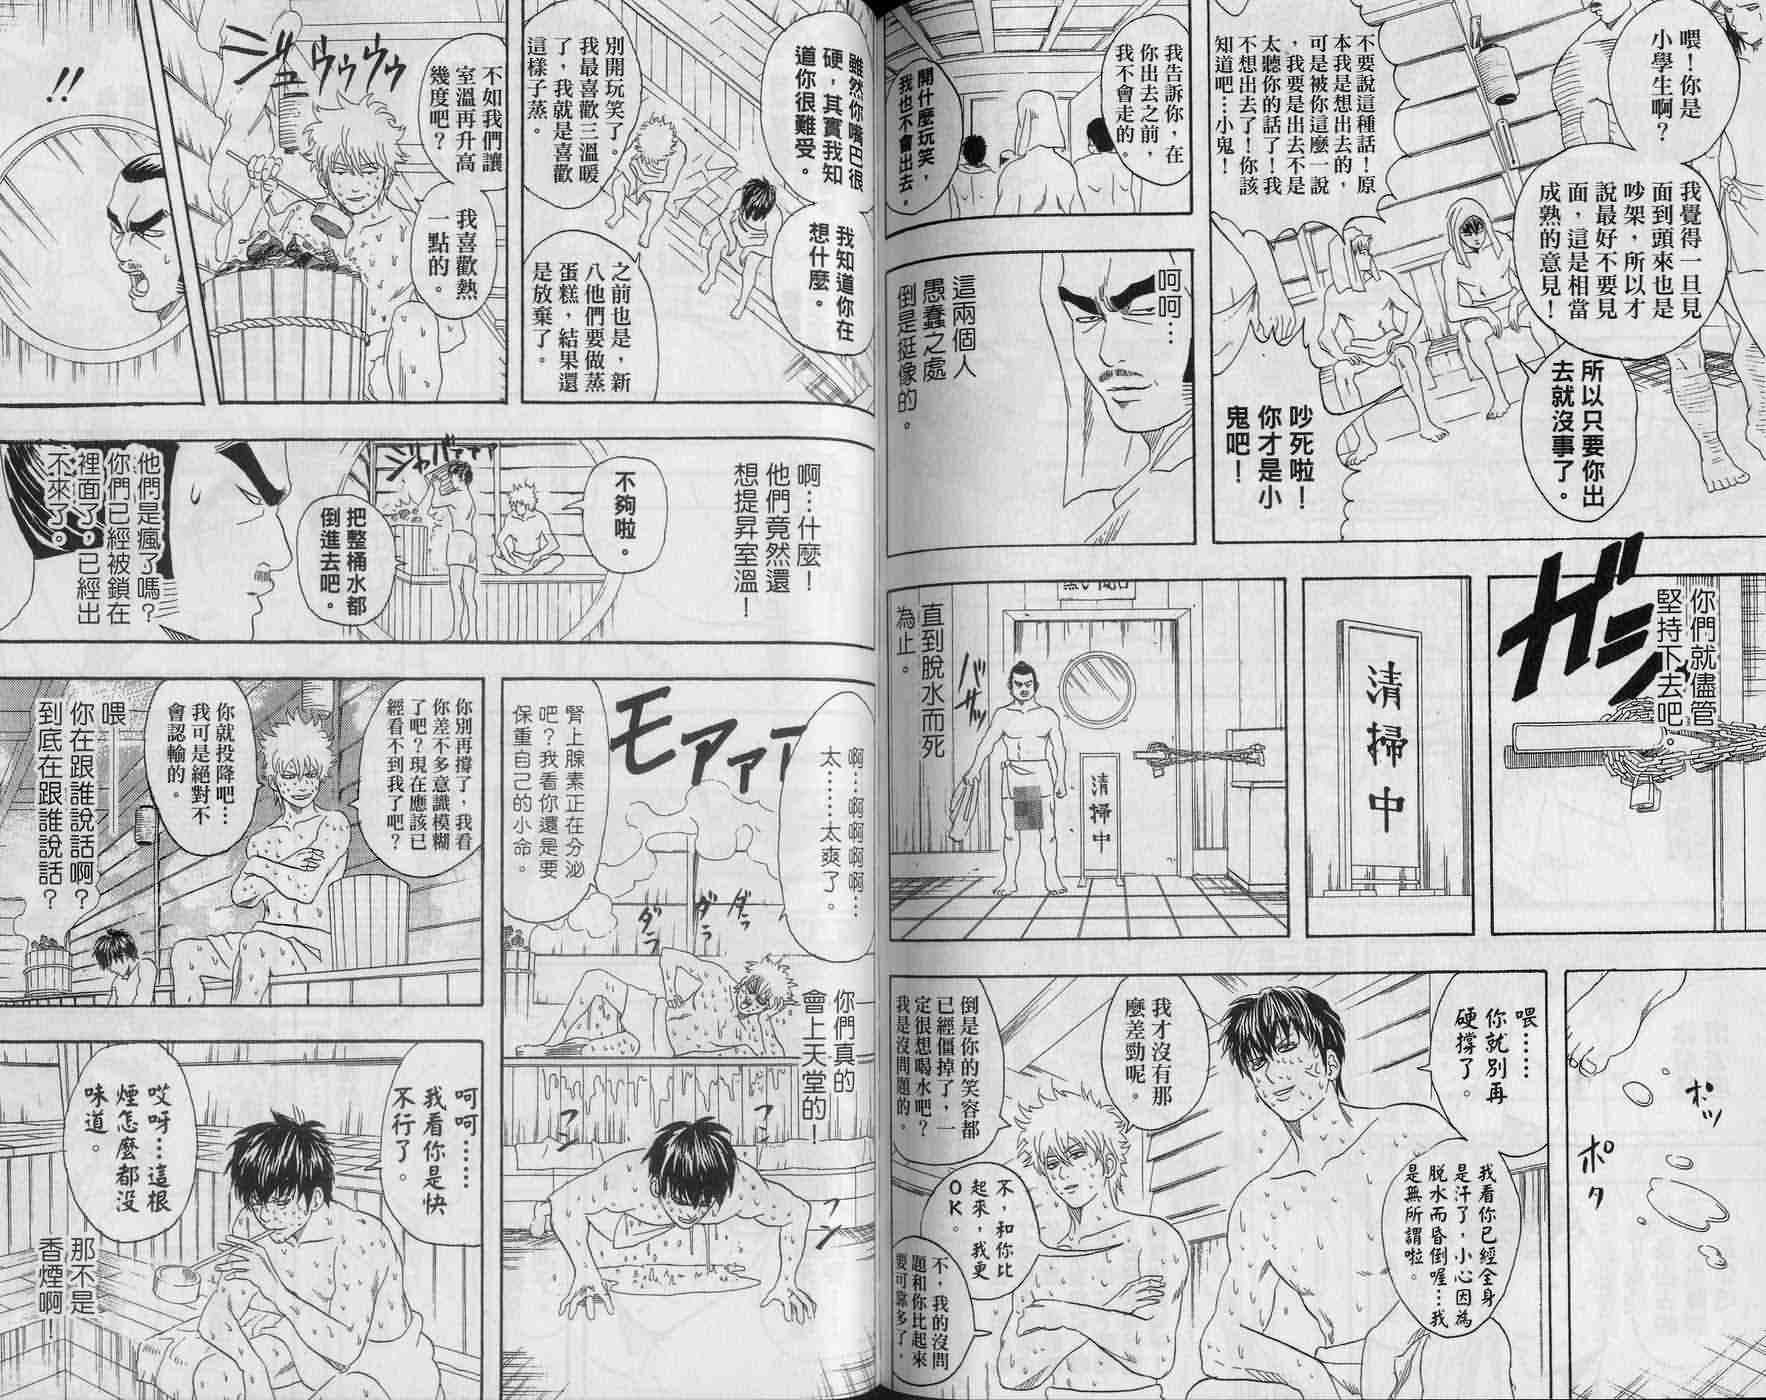 喂！你是
小學生啊？
我覺得一旦見
面到頭來也是
吵架，所以才
說最好不要見
面，這是相當
成熟的意見！
所以只要你出
去就沒事了。
不要說這種話！原
本我是想出去的，
可是被你這麼一說
，我要是出去不是
太聽你的話了！我
不想出去了！你該
知道吧…小鬼！
吵死啦！
你才是小
鬼吧！
我告訴你，在
你出去之前，
我不會走的。
開什麼玩笑，
我也不會出去。
呵呵…
這兩個人
愚蠢之處
倒是挺像的。
你們就儘管
堅持下去吧。
ガシッ
清掃中
直到脫水而死
為止。
バサッ
清掃中
ポッ
ポタ
喂……
你就別再
硬撐了。
我看你已經全身
是汗了，小心因為
脫水而昏倒喔…我
是無所謂啦。
我才沒有那
麼差勁呢。
倒是你的笑容都
已經僵掉了，一
定很想喝水吧？
我是沒問題的。
不，和你比
起來，我更
OK。
不，我的沒問
題和你比起來
要可靠多了，
雖然你嘴巴很
硬，其實我知
道你很難受。
我知道你在
想什麼。
別開玩笑了。
我最喜歡三溫暖
了，我就是喜歡
這樣子蒸。
之前也是，新
八他們要做蒸
蛋糕，結果還
是放棄了。
ジュウゥゥ
不如我們讓
室溫再升高
幾度吧？
我喜歡熱
一點的。
!!
啊…什麼！
他們竟然還
想提昇室溫！
不夠啦。
把整桶水都
倒進去吧。
他們是瘋了嗎？
你們已經被鎖在
裡面了，已經出
不來了。
啊…啊啊啊啊…
太……太爽了。
モアァァァ
腎上腺素正在分泌
吧？我看你還是要
保重自己的小命。
ダラ
ダラ
ダラ
你們真的
會上天堂的！
フン
フン
你別再撐了，我看
你差不多意識模糊
了吧？現在應該已
經看不到我了吧？
你就投降吧…
我可是絕對不
會認輸的。
喂
你在跟誰說話啊？
到底在跟誰說話？
呵呵……
我看你是快
不行了。
哎呀…這根
煙怎麼都沒
味道。
那不是
香煙啊！